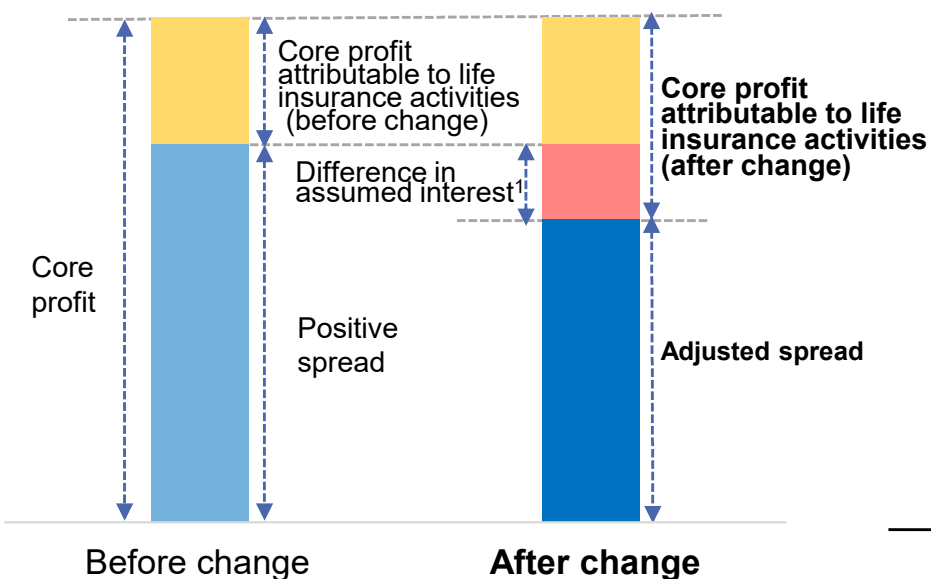 Core profit
attributable to life
insurance activities
(before change)
Core profit
attributable to life
insurance activities
(after change)
Difference in
assumed interest1
Core
profit
Positive
spread
Adjusted spread
Before change
After change